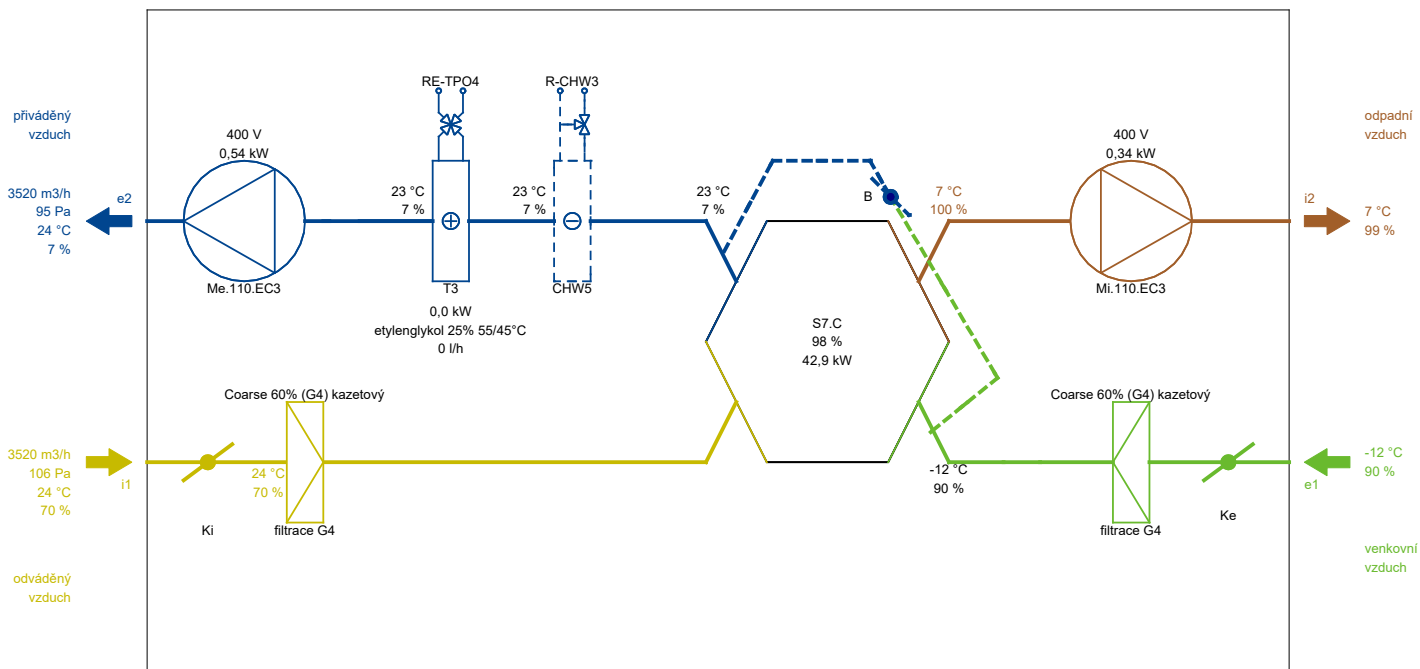 RE-TPO4
R-CHW3
přiváděný
vzduch
400 V
0,54 kW
400 V
0,34 kW
odpadní
vzduch
3520 m3/h
95 Pa
24 °C
7 %
e2
23 °C
7 %
23 °C
7 %
23 °C
7 %
B
7 °C
100 %
i2
7 °C
99 %
Me.110.EC3
T3
CHW5
Mi.110.EC3
0,0 kW
etylenglykol 25% 55/45°C
0 l/h
S7.C
98 %
42,9 kW
Coarse 60% (G4) kazetový
Coarse 60% (G4) kazetový
3520 m3/h
106 Pa
24 °C
70 %
i1
24 °C
70 %
-12 °C
90 %
-12 °C
90 %
e1
Ki
filtrace G4
filtrace G4
Ke
odváděný
vzduch
venkovní
vzduch